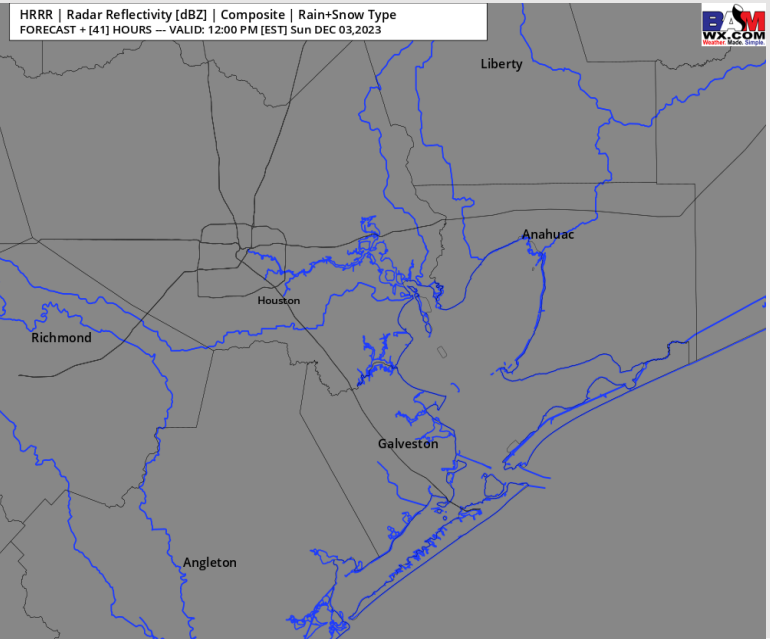 HRRR | Radar Reflectivity [dBZ] | Composite | Rain+Snow Type
FORECAST + [41] HOURS --- VALID: 12:00 PM [EST] Sun DEC 03,2023
BAM
WX.COM
Weather. Made. Simple.
Liberty
Anahuac
Houston
Richmond
Galveston
Angleton